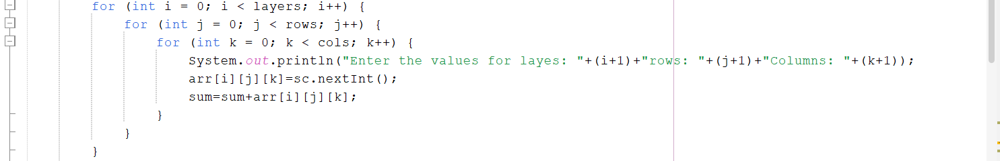 for (int i = 0; i < layers; i++) {
for (int j = 0; j < rows; j++) {
for (int k = 0; k < cols; k++) {
System.out.println("Enter the values for layes: "+(i+1)+"rows: "+(j+1)+"Columns: "+(k+1));
arr[i][j][k]=sc.nextInt();
sum=sum+arr[i][j][k];
}
}
}